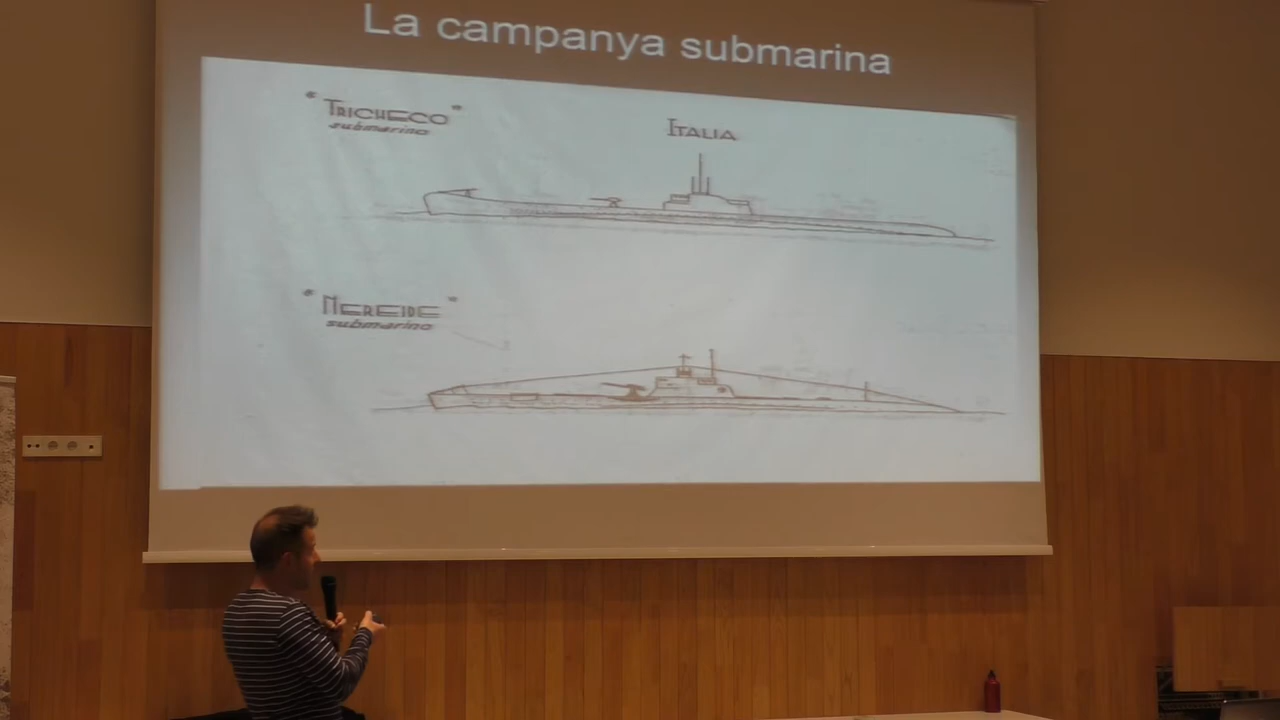 La campanya submarina
"TRICHECO"
submarino
ITALIA
"NEREIDE"
submarino